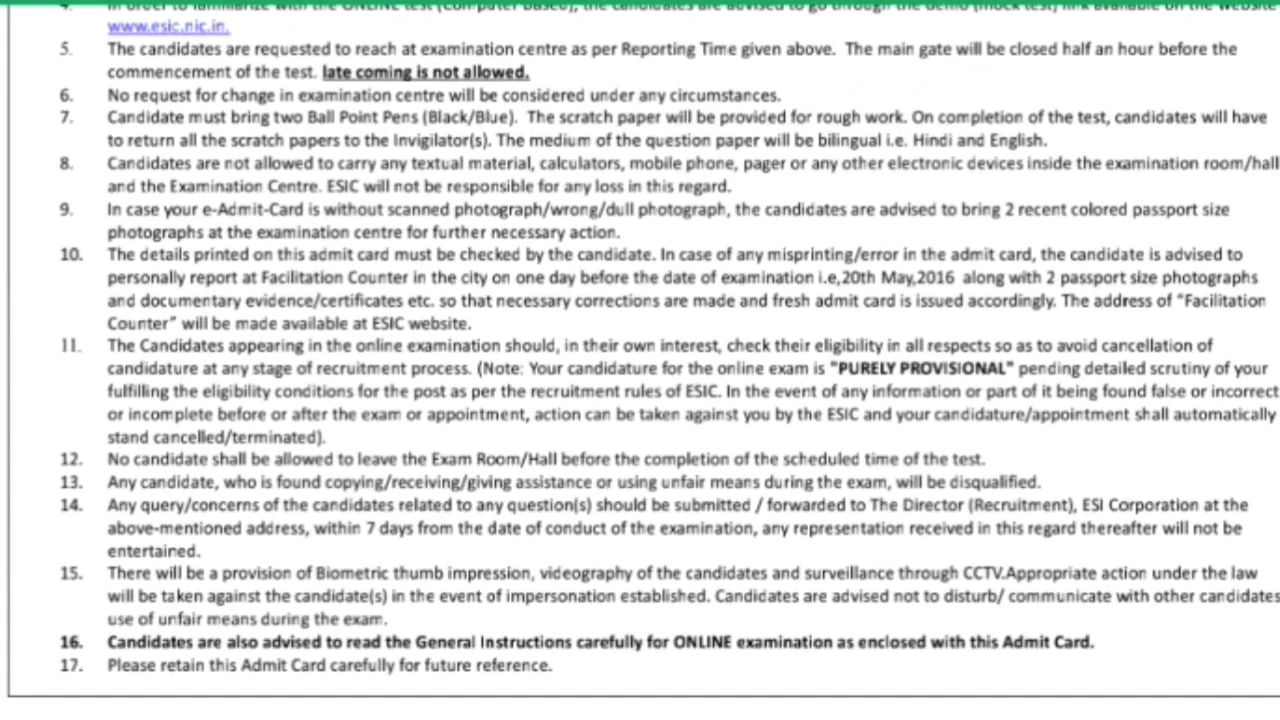 4. In order to familiarize with the ONLINE test (Computer based), the candidates are advised to go through the demo (mock test) link available on the website
www.esic.nic.in.
5. The candidates are requested to reach at examination centre as per Reporting Time given above. The main gate will be closed half an hour before the
commencement of the test. late coming is not allowed.
6. No request for change in examination centre will be considered under any circumstances.
7. Candidate must bring two Ball Point Pens (Black/Blue). The scratch paper will be provided for rough work. On completion of the test, candidates will have
to return all the scratch papers to the Invigilator(s). The medium of the question paper will be bilingual i.e. Hindi and English.
8. Candidates are not allowed to carry any textual material, calculators, mobile phone, pager or any other electronic devices inside the examination room/hall
and the Examination Centre. ESIC will not be responsible for any loss in this regard.
9. In case your e-Admit-Card is without scanned photograph/wrong/dull photograph, the candidates are advised to bring 2 recent colored passport size
photographs at the examination centre for further necessary action.
10. The details printed on this admit card must be checked by the candidate. In case of any misprinting/error in the admit card, the candidate is advised to
personally report at Facilitation Counter in the city on one day before the date of examination i.e,20th May,2016 along with 2 passport size photographs
and documentary evidence/certificates etc. so that necessary corrections are made and fresh admit card is issued accordingly. The address of "Facilitation
Counter" will be made available at ESIC website.
11. The Candidates appearing in the online examination should, in their own interest, check their eligibility in all respects so as to avoid cancellation of
candidature at any stage of recruitment process. (Note: Your candidature for the online exam is "PURELY PROVISIONAL" pending detailed scrutiny of your
fulfilling the eligibility conditions for the post as per the recruitment rules of ESIC. In the event of any information or part of it being found false or incorrect
or incomplete before or after the exam or appointment, action can be taken against you by the ESIC and your candidature/appointment shall automatically
stand cancelled/terminated).
12. No candidate shall be allowed to leave the Exam Room/Hall before the completion of the scheduled time of the test.
13. Any candidate, who is found copying/receiving/giving assistance or using unfair means during the exam, will be disqualified.
14. Any query/concerns of the candidates related to any question(s) should be submitted / forwarded to The Director (Recruitment), ESI Corporation at the
above-mentioned address, within 7 days from the date of conduct of the examination, any representation received in this regard thereafter will not be
entertained.
15. There will be a provision of Biometric thumb impression, videography of the candidates and surveillance through CCTV.Appropriate action under the law
will be taken against the candidate(s) in the event of impersonation established. Candidates are advised not to disturb/ communicate with other candidates
use of unfair means during the exam.
16. Candidates are also advised to read the General Instructions carefully for ONLINE examination as enclosed with this Admit Card.
17. Please retain this Admit Card carefully for future reference.